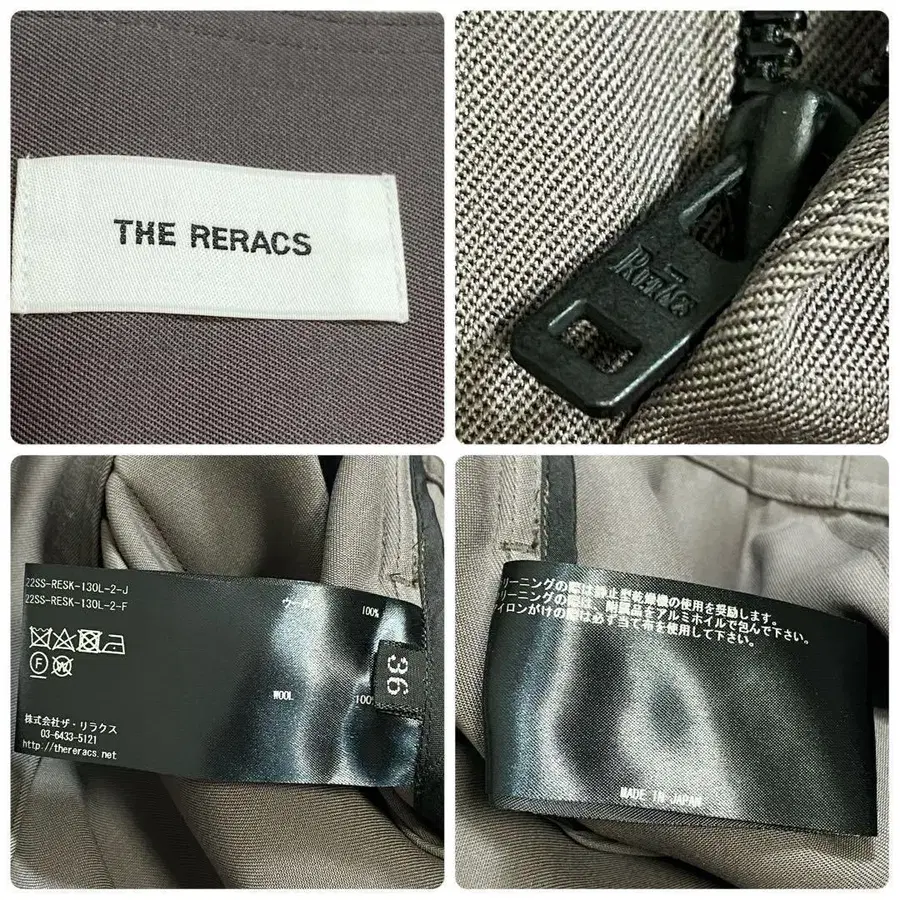 THE RERACS
22SS-RESK-130L-2-J
22SS-RESK-130L-2-F
ウール 100%
36
WOOL 100%
株式会社ザ・リラクス
03-6433-5121
http://thereracs.net
リーニングの際は静止型乾燥機の使用を奨励します。
リーニングの際は、附属品をアルミホイルで包んで下さい。
イロンがけの際は必ず当て布を使用して下さい。
MADE IN JAPAN